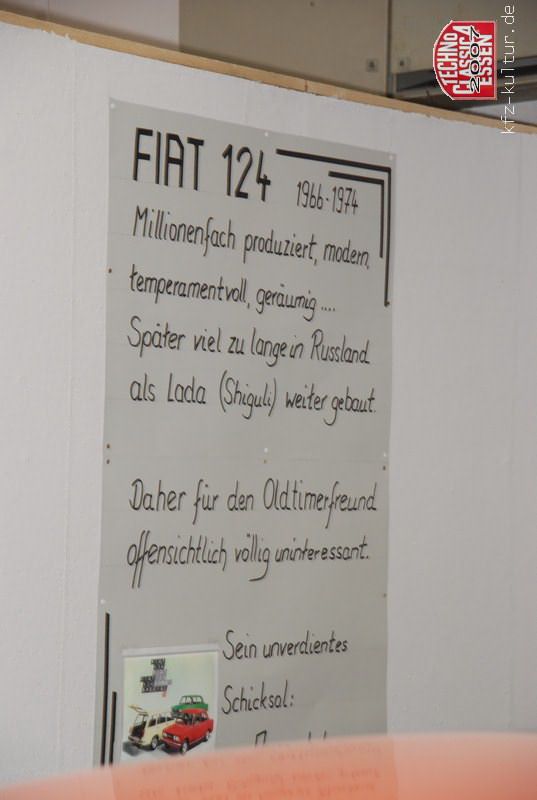 TECHNO
CLASSICA
ESSEN
2007
kfz-kultur.de
FIAT 124 1966-1974
Millionenfach produziert, modern,
temperamentvoll, geräumig ....
Später viel zu lange in Russland
als Lada (Shiguli) weiter gebaut.
Daher für den Oldtimerfreund
offensichtlich völlig uninteressant.
Sein unverdientes
Schicksal: